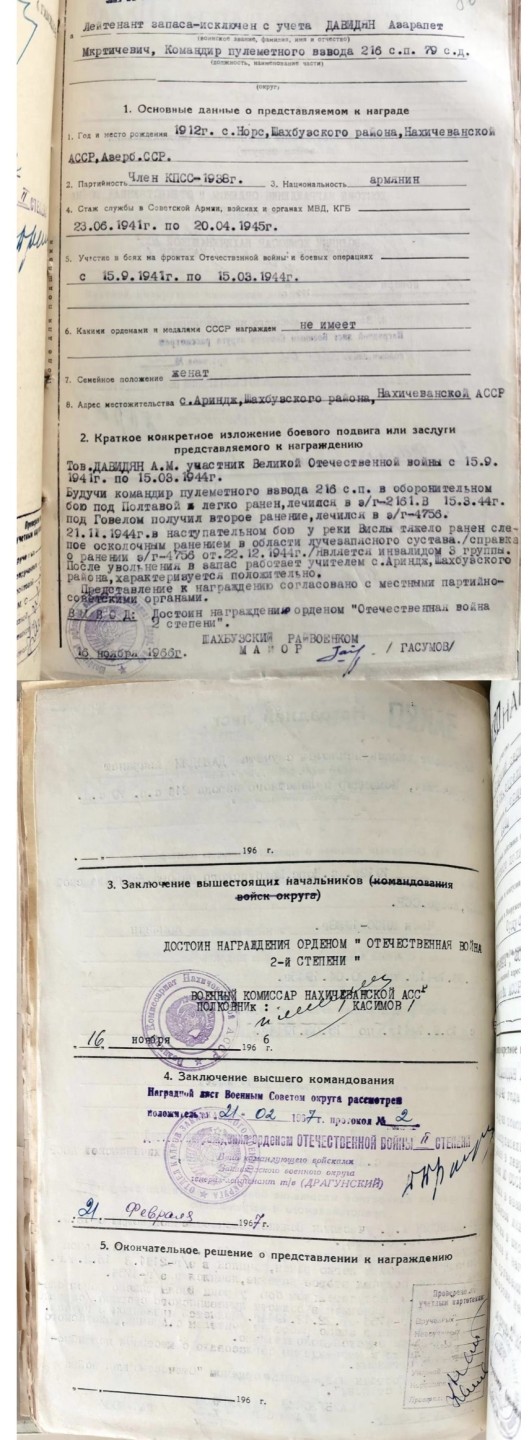 Лейтенант запаса-исключен с учета ДАВИДЯН Азарапет
(воинское звание, фамилия, имя и отчество)
Мкртичевич, Командир пулеметного взвода 216 с.п. 79 с.д.
(должность, наименование части)
(округ)
1. Основные данные о представляемом к награде
1. Год и место рождения 1912г. с.Норс,Шахбузского района,Нахичеванской
АССР,Азерб.ССР.
2. Партийность Член КПСС-1938г. 3. Национальность армянин
4. Стаж службы в Советской Армии, войсках и органах МВД, КГБ
23.06.1941г. по 20.04.1945г.
5. Участие в боях на фронтах Отечественной войны и боевых операциях
с 15.9.1941г. по 15.03.1944г.
6. Какими орденами и медалями СССР награжден не имеет
7. Семейное положение женат
8. Адрес местожительства с.Ариндж,Шахбузского района,Нахичеванской АССР
2. Краткое конкретное изложение боевого подвига или заслуги
представляемого к награждению
Тов.ДАВИДЯН А.М. участник Великой Отечественной войны с 15.9.
1941г. по 15.03.1944г.
Будучи командир пулеметного взвода 216 с.п. в оборонительном
бою под Полтавой легко ранен,лечился в э/г-2161.В 15.3.44г.
под Говелом получил второе ранение,лечился в э/г-4756.
21.11.1944г.в наступательном бою у реки Вислы тяжело ранен сле-
пое осколочным ранением в области лучезапясного сустава./справка
о ранении э/г-4756 от.22.12.1944г./является инвалидом 3 группы.
После увольнения в запас работает учителем с.Ариндж,Шахбузского
района,характеризуется положительно.
Представление к награждению согласовано с местными партийно-
советскими органами.
В Ы В О Д: Достоин награждения орденом "Отечественная война
2 степени".
ШАХБУЗСКИЙ РАЙВОЕНКОМ
М А Й О Р / ГАСУМОВ/
16 ноября 1966г.
196 г.
3. Заключение вышестоящих начальников (командования
войск округа)
ДОСТОИН НАГРАЖДЕНИЯ ОРДЕНОМ " ОТЕЧЕСТВЕННАЯ ВОЙНА
2-й СТЕПЕНИ "
ВОЕННЫЙ КОМИССАР НАХИЧЕВАНСКОЙ АССР
ПОЛКОВНИК : КАСИМОВ /
16 ноября 1966 г.
4. Заключение высшего командования
Наградной лист Военным Советом округа рассмотрен
положительно 21-02 1967г. протокол № 2
орденом ОТЕЧЕСТВЕННОЙ ВОЙНЫ II СТЕПЕНИ
командующего войсками
военного округа
генерал-лейтенант т/в (ДРАГУНСКИЙ)
21 Февраля 1967г.
5. Окончательное решение о представлении к награждению
196 г.